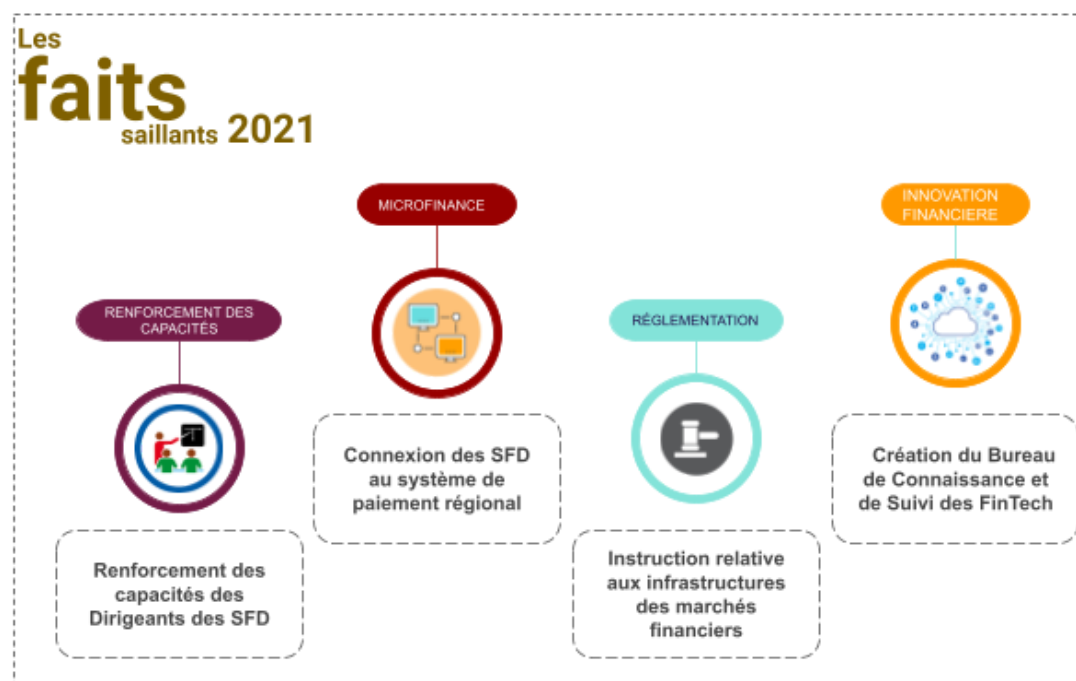 Les
faits
saillants 2021
RENFORCEMENT DES
CAPACITÉS
Renforcement des
capacités des
Dirigeants des SFD
MICROFINANCE
Connexion des SFD
au système de
paiement régional
RÉGLEMENTATION
Instruction relative
aux infrastructures
des marchés
financiers
INNOVATION
FINANCIERE
Création du Bureau
de Connaissance et
de Suivi des FinTech